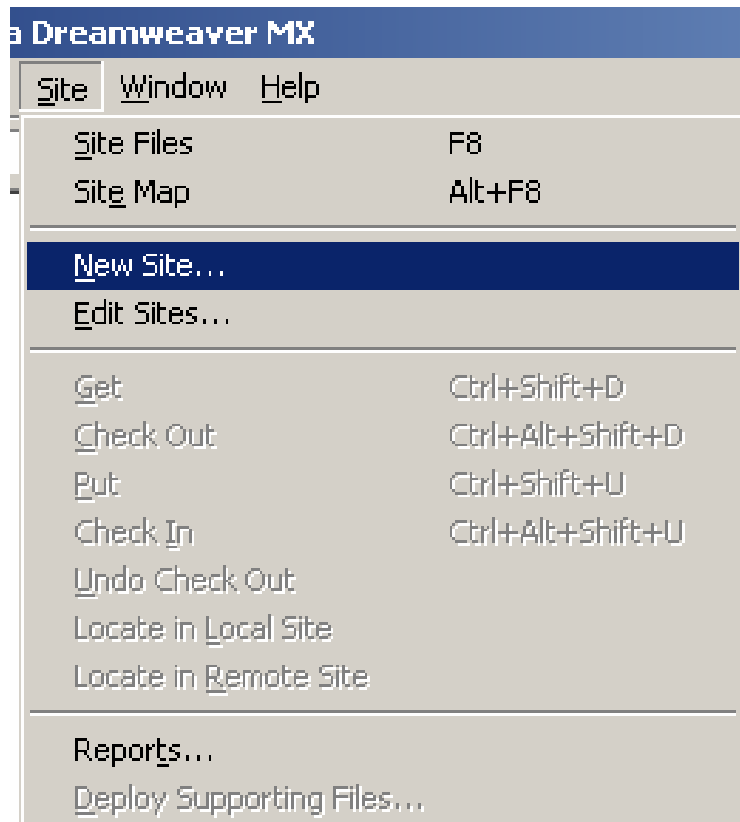 a Dreamweaver MX
Site Window Help
Site Files F8
Site Map Alt+F8
New Site...
Edit Sites...
Get Ctrl+Shift+D
Check Out Ctrl+Alt+Shift+D
Put Ctrl+Shift+U
Check In Ctrl+Alt+Shift+U
Undo Check Out
Locate in Local Site
Locate in Remote Site
Reports...
Deploy Supporting Files...